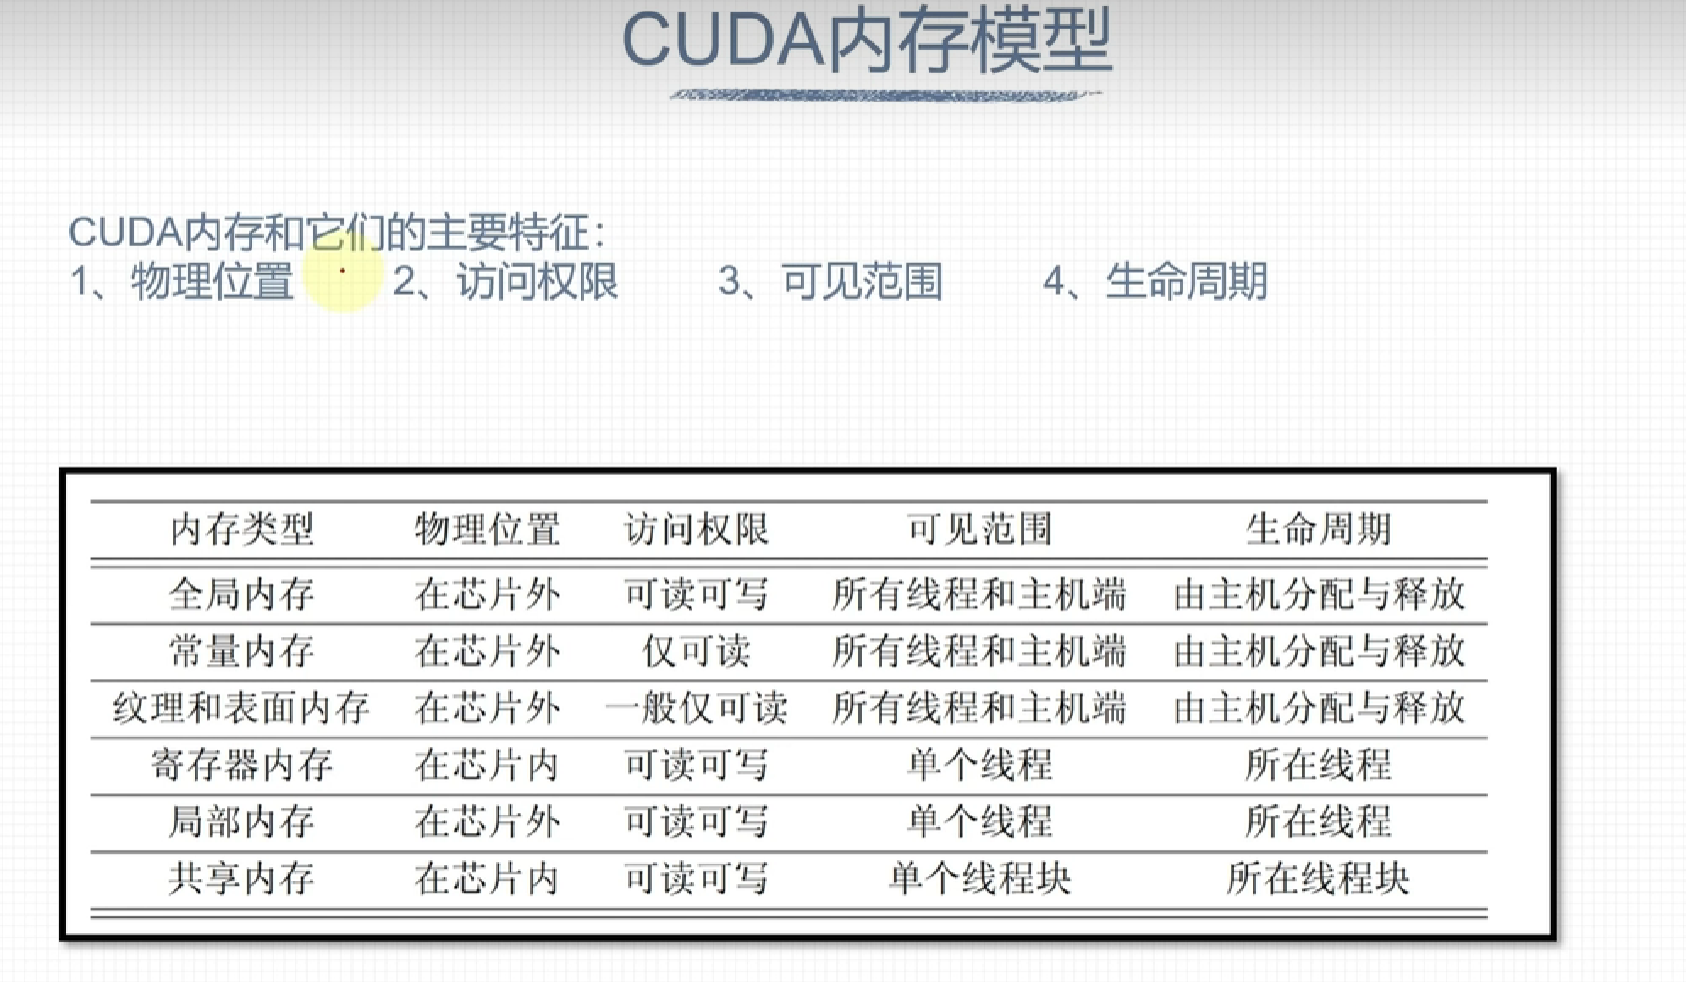 CUDA内存模型
CUDA内存和它们的主要特征：
1、物理位置 2、访问权限 3、可见范围 4、生命周期
内存类型 物理位置 访问权限 可见范围 生命周期
全局内存 在芯片外 可读可写 所有线程和主机端 由主机分配与释放
常量内存 在芯片外 仅可读 所有线程和主机端 由主机分配与释放
纹理和表面内存 在芯片外 一般仅可读 所有线程和主机端 由主机分配与释放
寄存器内存 在芯片内 可读可写 单个线程 所在线程
局部内存 在芯片外 可读可写 单个线程 所在线程
共享内存 在芯片内 可读可写 单个线程块 所在线程块